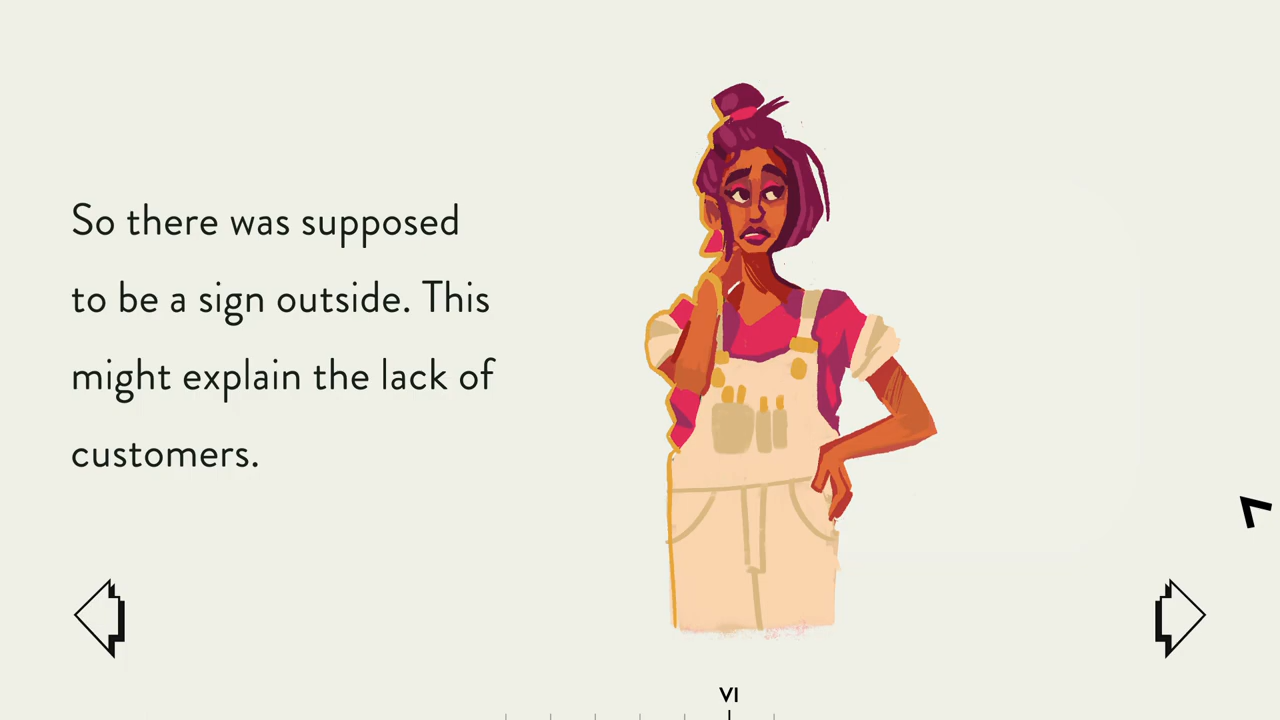 So there was supposed
to be a sign outside. This
might explain the lack of
customers.
VI